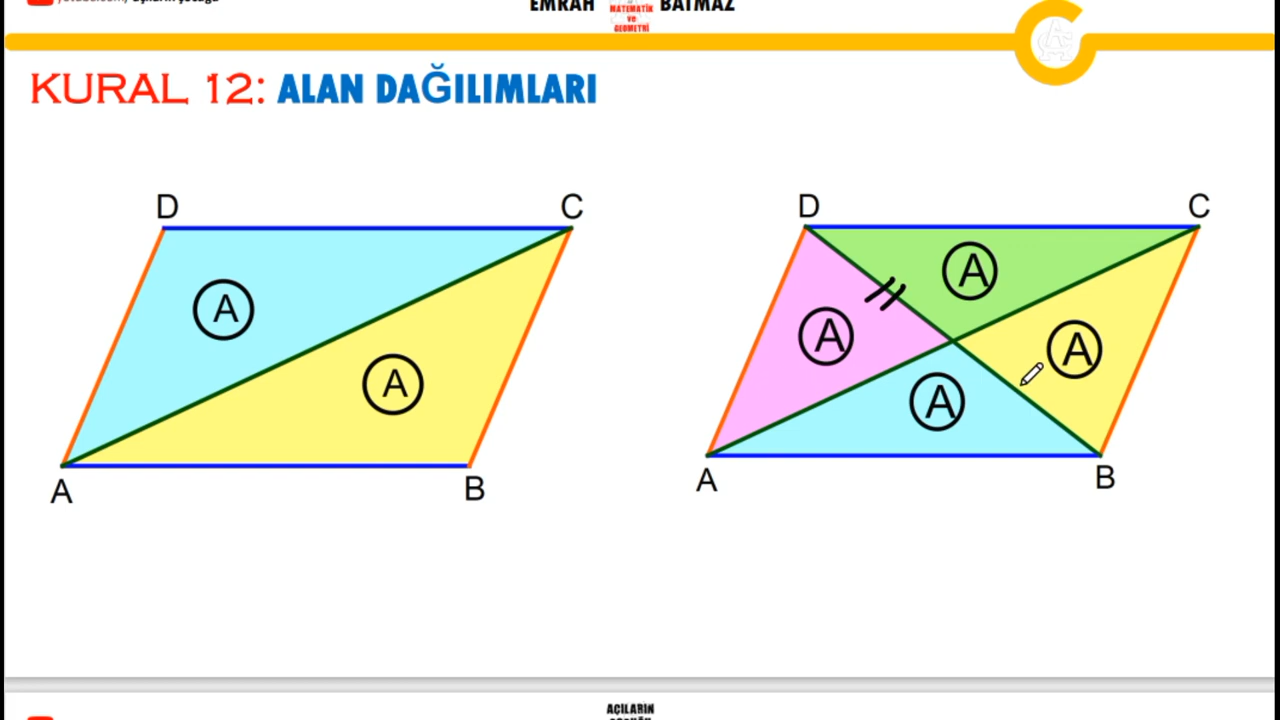 EMRAH BATMAZ
MATEMATİK
ve
GEOMETRİ
KURAL 12: ALAN DAĞILIMLARI
D C D C
A A A A
A A
A B A B
AÇILARIN